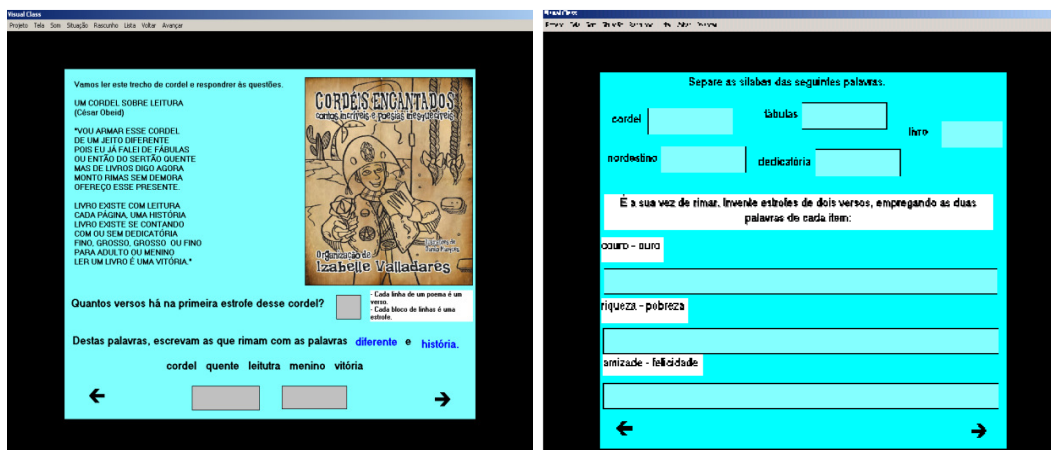 Visual Class
Projeto Tela Som Situação Rascunho Lista Voltar Avançar
Vamos ler este trecho de cordel e respondrer às questões.
UM CORDEL SOBRE LEITURA
(César Obeid)
"VOU ARMAR ESSE CORDEL
DE UM JEITO DIFERENTE
POIS EU JÁ FALEI DE FÁBULAS
OU ENTÃO DO SERTÃO QUENTE
MAS DE LIVROS DIGO AGORA
MONTO RIMAS SEM DEMORA
OFEREÇO ESSE PRESENTE.
LIVRO EXISTE COM LEITURA
CADA PÁGINA, UMA HISTÓRIA
LIVRO EXISTE SE CONTANDO
COM OU SEM DEDICATÓRIA
FINO, GROSSO, GROSSO OU FINO
PARA ADULTO OU MENINO
LER UM LIVRO É UMA VITÓRIA."
CORDÉIS ENCANTADOS
contos incríveis e poesias inesquecíveis
Organização de
Izabelle Valladares
Quantos versos há na primeira estrofe desse cordel?
- Cada linha de um poema é um
verso.
- Cada bloco de linhas é uma
estrofe.
Destas palavras, escrevam as que rimam com as palavras diferente e história.
cordel quente leitutra menino vitória
Visual Class
Separe as sílabas das seguintes palavras.
cordel
fábulas
livro
nordestino
dedicatória
É a sua vez de rimar. Invente estrofes de dois versos, empregando as duas
palavras de cada item:
riqueza - pobreza
amizade - felicidade